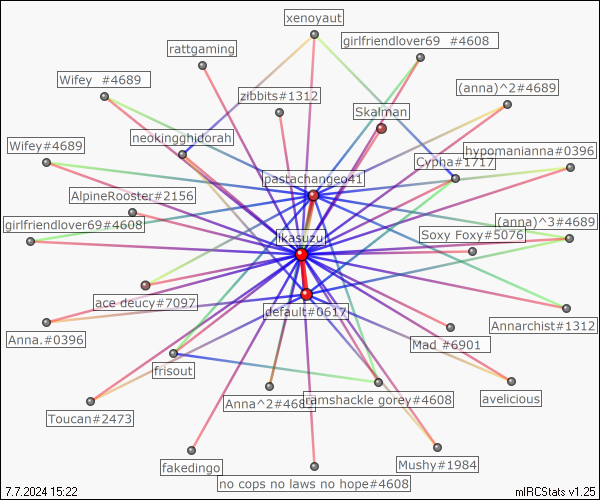 xenoyaut
girlfriendlover69 #4608
rattgaming
Wifey #4689
(anna)^2#4689
zibbits#1312
Skalman
neokingghidorah
Wifey#4689
hypomanianna#0396
Cypha#1717
pastachangeo41
AlpineRooster#2156
girlfriendlover69#4608
(anna)^3#4689
Soxy Foxy#5076
ikasuzu
ace deucy#7097
default#0617
Annarchist#1312
Anna.#0396
Mad #6901
frisout
avelicious
Anna^2#468
ramshackle gorey#4608
Toucan#2473
fakedingo
Mushy#1984
no cops no laws no hope#4608
7.7.2024 15:22
mIRCStats v1.25